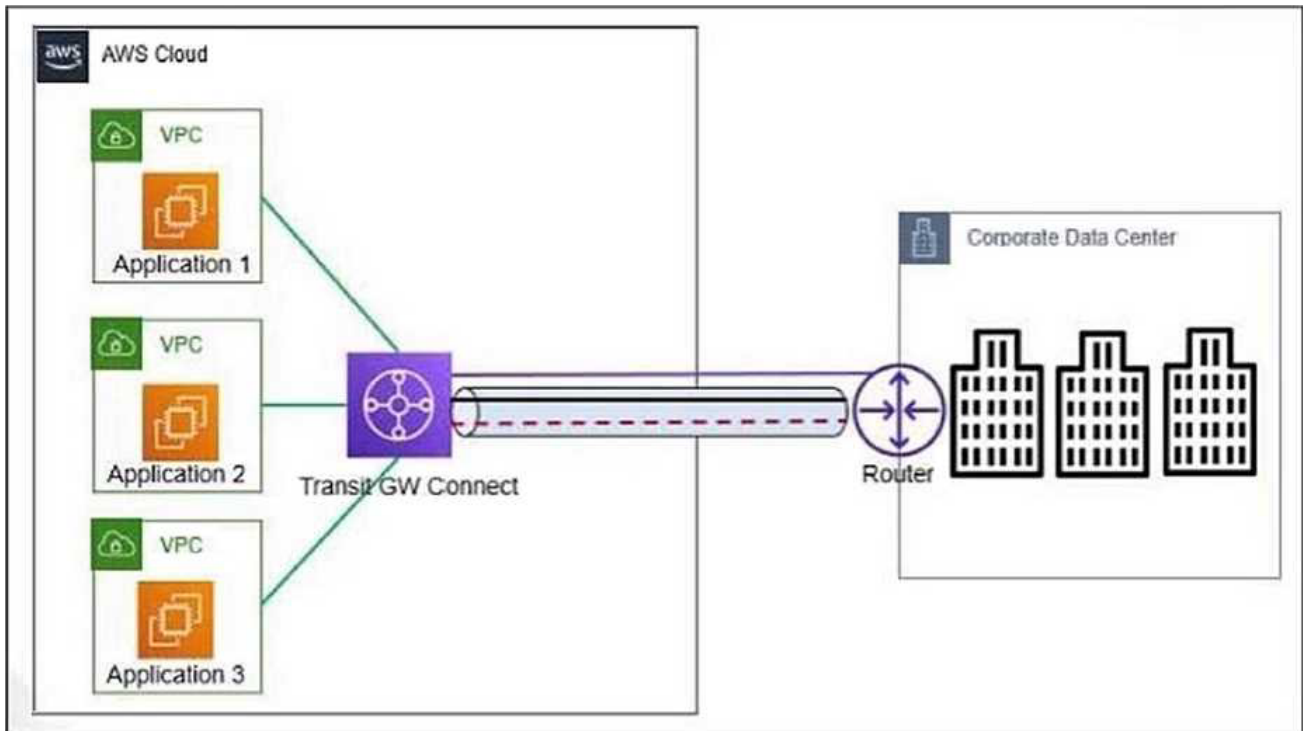 aws
AWS Cloud
VPC
Application 1
VPC
Application 2
VPC
Application 3
Transit GW Connect
Router
Corporate Data Center